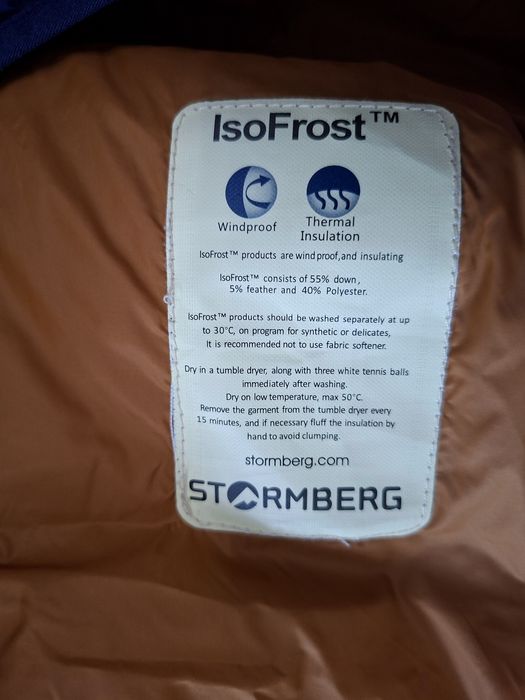 IsoFrost™
Windproof
Thermal
Insulation
IsoFrost™ products are wind proof,and insulating
IsoFrost™ consists of 55% down,
5% feather and 40% Polyester.
IsoFrost™ products should be washed separately at up
to 30°C, on program for synthetic or delicates,
It is recommended not to use fabric softener.
Dry in a tumble dryer, along with three white tennis balls
immediately after washing.
Dry on low temperature, max 50°C.
Remove the garment from the tumble dryer every
15 minutes, and if necessary fluff the insulation by
hand to avoid clumping.
stormberg.com
STORMBERG